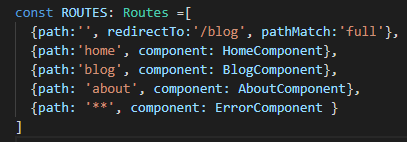 const ROUTES: Routes =[
{path:'', redirectTo:'/blog', pathMatch:'full'},
{path:'home', component: HomeComponent},
{path:'blog', component: BlogComponent},
{path: 'about', component: AboutComponent},
{path: '**', component: ErrorComponent }
]